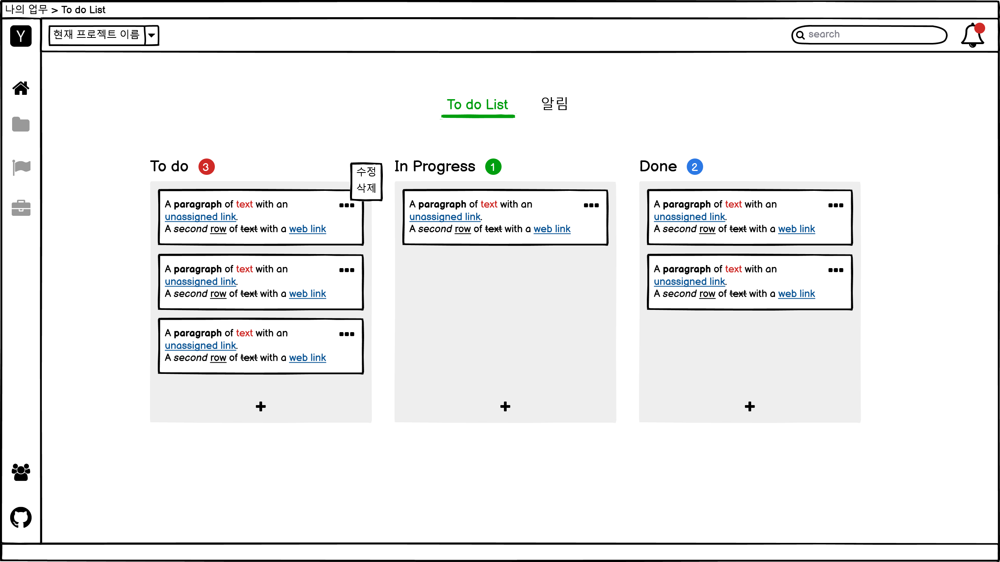 나의 업무 > To do List
Y
현재 프로젝트 이름
search
To do List
알림
To do 3
수정
삭제
A paragraph of text with an
unassigned link.
A second row of text with a web link
A paragraph of text with an
unassigned link.
A second row of text with a web link
A paragraph of text with an
unassigned link.
A second row of text with a web link
In Progress 1
A paragraph of text with an
unassigned link.
A second row of text with a web link
Done 2
A paragraph of text with an
unassigned link.
A second row of text with a web link
A paragraph of text with an
unassigned link.
A second row of text with a web link